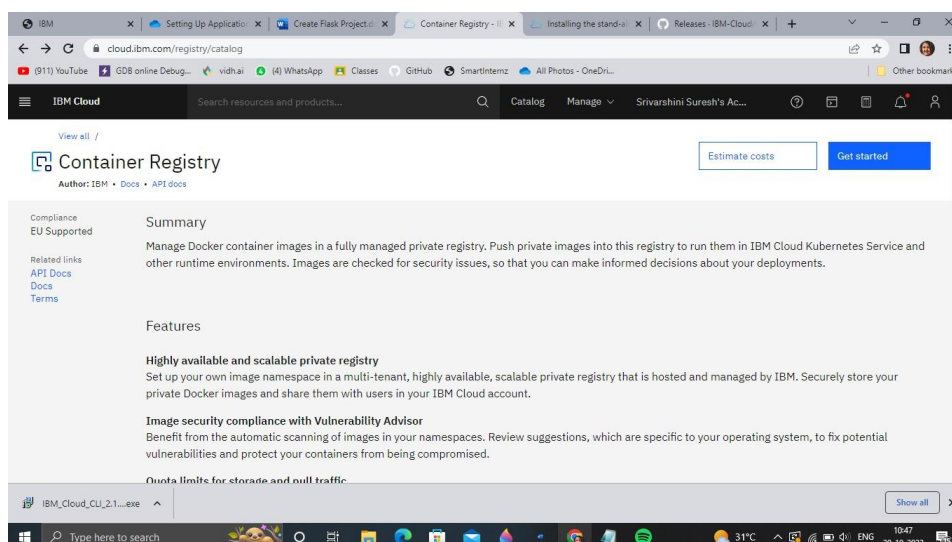 IBM
Setting Up Application
Create Flask Project.d
Container Registry - I
Installing the stand-a
Releases · IBM-Cloud/
cloud.ibm.com/registry/catalog
(911) YouTube
GDB online Debug...
vidh.ai
(4) WhatsApp
Classes
GitHub
SmartInternz
All Photos - OneDri...
Other bookmark
IBM Cloud
Search resources and products...
Catalog
Manage
Srivarshini Suresh's Ac...
View all /
Container Registry
Estimate costs
Get started
Author: IBM • Docs • API docs
Compliance
EU Supported
Related links
API Docs
Docs
Terms
Summary
Manage Docker container images in a fully managed private registry. Push private images into this registry to run them in IBM Cloud Kubernetes Service and
other runtime environments. Images are checked for security issues, so that you can make informed decisions about your deployments.
Features
Highly available and scalable private registry
Set up your own image namespace in a multi-tenant, highly available, scalable private registry that is hosted and managed by IBM. Securely store your
private Docker images and share them with users in your IBM Cloud account.
Image security compliance with Vulnerability Advisor
Benefit from the automatic scanning of images in your namespaces. Review suggestions, which are specific to your operating system, to fix potential
vulnerabilities and protect your containers from being compromised.
Quota limits for storage and pull traffic
IBM_Cloud_CLI_2.1....exe
Show all
Type here to search
31°C
ENG
10:47